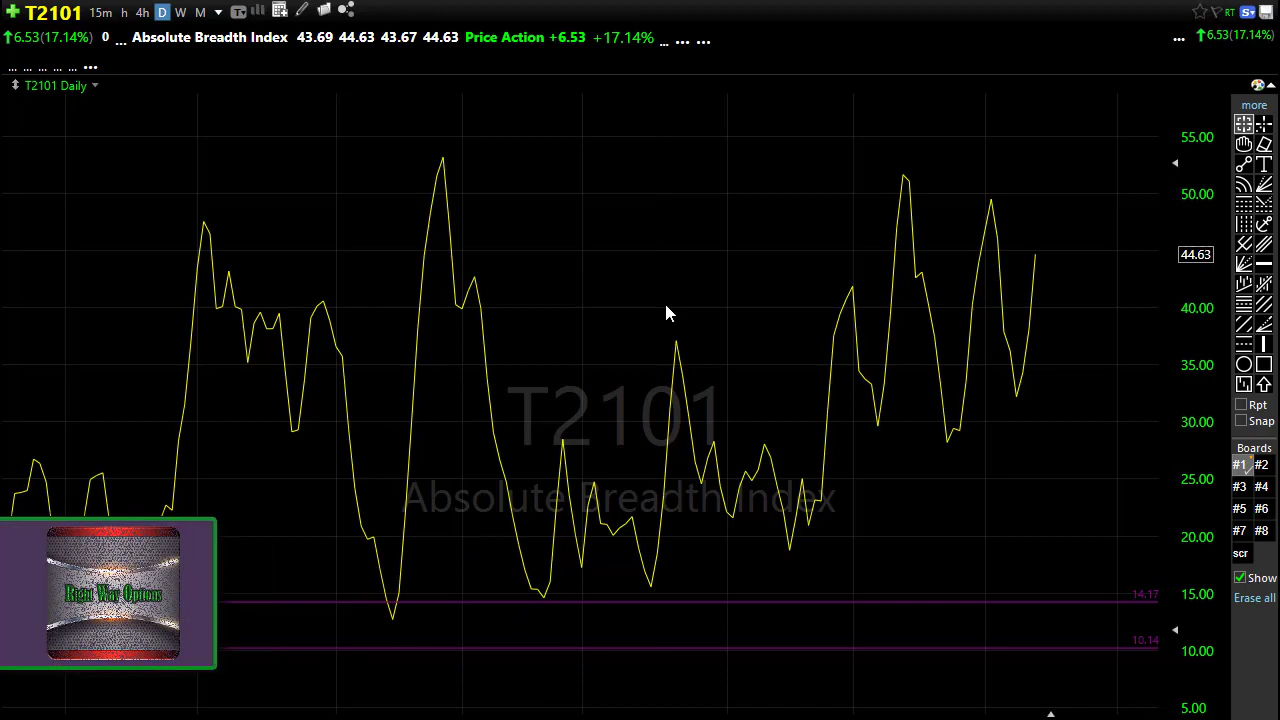 T2101 15m h 4h D W M T RT S
↑6.53(17.14%) 0 ... Absolute Breadth Index 43.69 44.63 43.67 44.63 Price Action +6.53 +17.14% ... ... ... ... ↑6.53(17.14%)
... ... ... ... ... ...
T2101 Daily
more
T
55.00
50.00
44.63
40.00
35.00
30.00
25.00
20.00
15.00
10.00
5.00
14.17
10.14
T2101
Absolute Breadth Index
Right Way Options
Rpt
Snap
Boards
#1 #2
#3 #4
#5 #6
#7 #8
scr
Show
Erase all